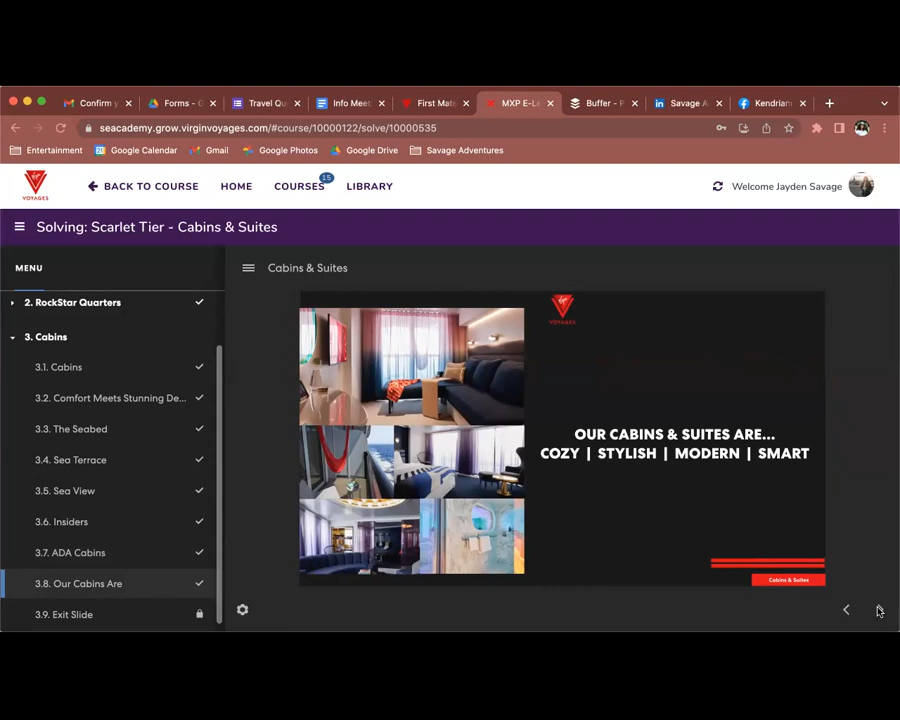 Confirm y
Forms - G
Travel Qu
Info Meet
First Mate
MXP E-Le
Buffer - P
Savage A
Kendrian
seacademy.grow.virginvoyages.com/#course/10000122/solve/10000535
Entertainment
Google Calendar
Gmail
Google Photos
Google Drive
Savage Adventures
Virgin
VOYAGES
BACK TO COURSE
HOME
COURSES
15
LIBRARY
Welcome Jayden Savage
Solving: Scarlet Tier - Cabins & Suites
MENU
2. RockStar Quarters
3. Cabins
3.1. Cabins
3.2. Comfort Meets Stunning De...
3.3. The Seabed
3.4. Sea Terrace
3.5. Sea View
3.6. Insiders
3.7. ADA Cabins
3.8. Our Cabins Are
3.9. Exit Slide
Cabins & Suites
Virgin
VOYAGES
OUR CABINS & SUITES ARE...
COZY | STYLISH | MODERN | SMART
Cabins & Suites